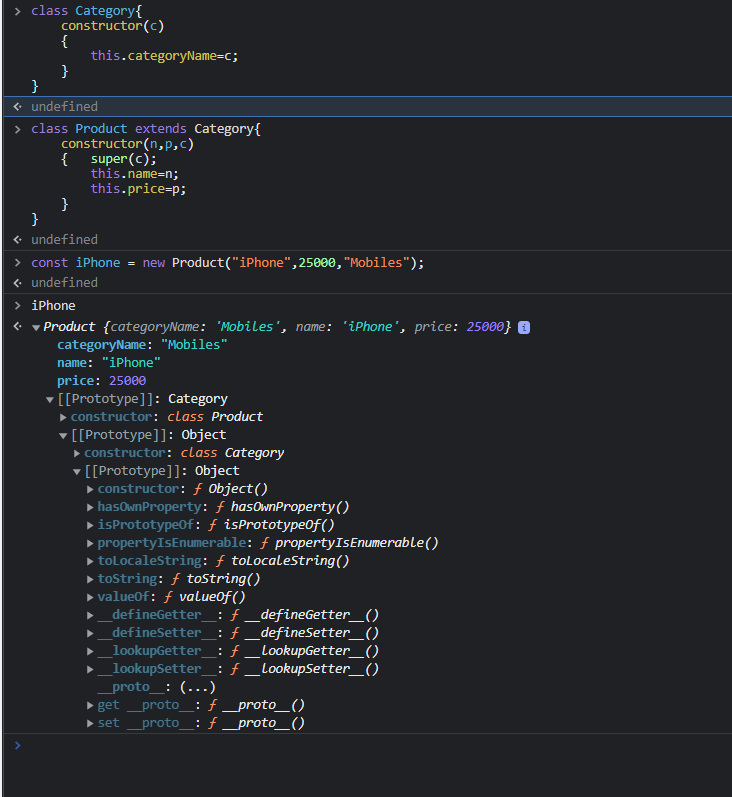 class Category{
constructor(c)
{
this.categoryName=c;
}
}
undefined
class Product extends Category{
constructor(n,p,c)
{ super(c);
this.name=n;
this.price=p;
}
}
undefined
const iPhone = new Product("iPhone",25000,"Mobiles");
undefined
iPhone
Product {categoryName: 'Mobiles', name: 'iPhone', price: 25000} i
categoryName: "Mobiles"
name: "iPhone"
price: 25000
[[Prototype]]: Category
constructor: class Product
[[Prototype]]: Object
constructor: class Category
[[Prototype]]: Object
constructor: ƒ Object()
hasOwnProperty: ƒ hasOwnProperty()
isPrototypeOf: ƒ isPrototypeOf()
propertyIsEnumerable: ƒ propertyIsEnumerable()
toLocaleString: ƒ toLocaleString()
toString: ƒ toString()
valueOf: ƒ valueOf()
__defineGetter__: ƒ __defineGetter__()
__defineSetter__: ƒ __defineSetter__()
__lookupGetter__: ƒ __lookupGetter__()
__lookupSetter__: ƒ __lookupSetter__()
__proto__: (...)
get __proto__: ƒ __proto__()
set __proto__: ƒ __proto__()